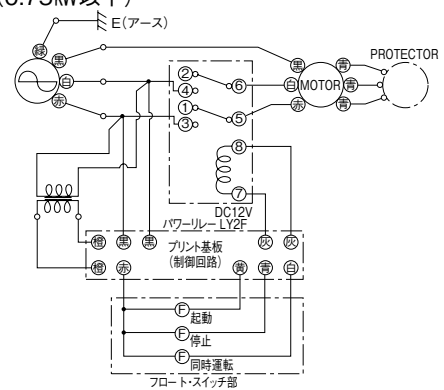 (3.75kW以下)
E(アース)
緑
黒
白
赤
②
④
①
③
⑥
⑤
⑧
⑦
DC12V
パワーリレー LY2F
黒
白
赤
MOTOR
青
青
青
PROTECTOR
橙 黒 黒 灰 灰
プリント基板
(制御回路)
橙 赤 黄 青 白
F
起動
F
停止
F
同時運転
フロート・スイッチ部